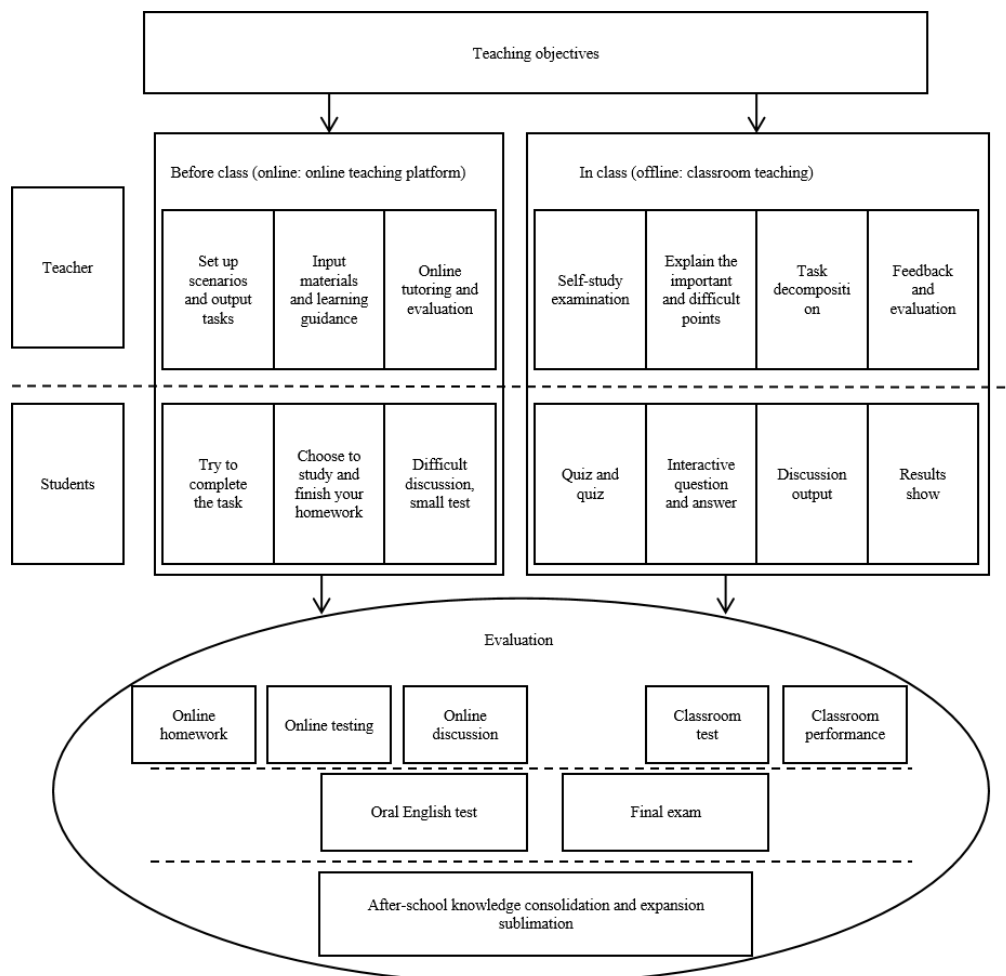 Teaching objectives
Before class (online: online teaching platform)
In class (offline: classroom teaching)
Teacher
Set up
scenarios
and output
tasks
Input
materials
and learning
guidance
Online
tutoring and
evaluation
Self-study
examination
Explain the
important
and difficult
points
Task
decompositi
on
Feedback
and
evaluation
Students
Try to
complete
the task
Choose to
study and
finish your
homework
Difficult
discussion,
small test
Quiz and
quiz
Interactive
question
and answer
Discussion
output
Results
show
Evaluation
Online
homework
Online testing
Online
discussion
Classroom
test
Classroom
performance
Oral English test
Final exam
After-school knowledge consolidation and expansion
sublimation